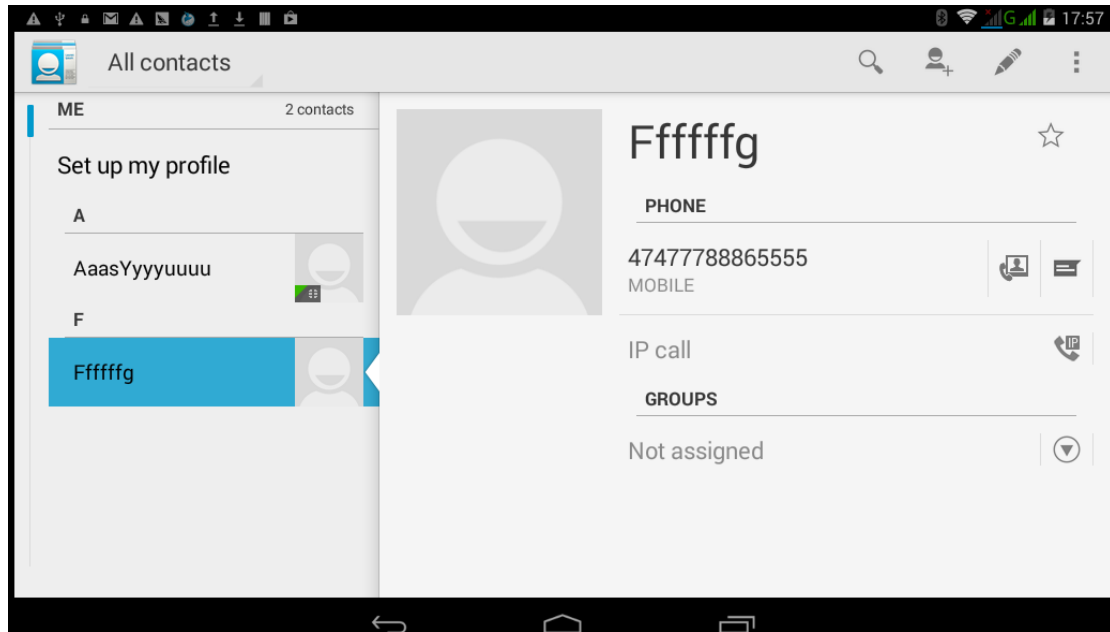 G 17:57
All contacts
ME 2 contacts
Set up my profile
A
AaasYyyyuuuu
F
Ffffffg
Ffffffg
PHONE
47477788865555
MOBILE
IP call
IP
GROUPS
Not assigned